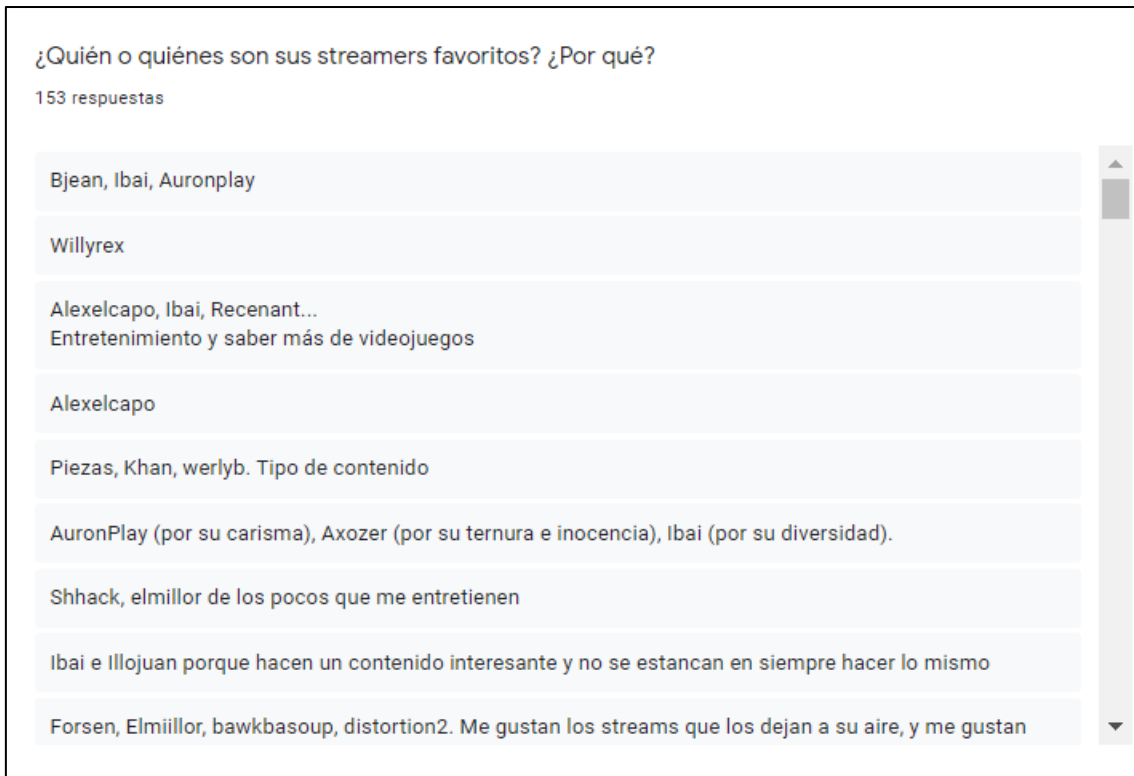 ¿Quién o quiénes son sus streamers favoritos? ¿Por qué?
153 respuestas
Bjean, Ibai, Auronplay
Willyrex
Alexelcapo, Ibai, Recenant...
Entretenimiento y saber más de videojuegos
Alexelcapo
Piezas, Khan, werlyb. Tipo de contenido
AuronPlay (por su carisma), Axozer (por su ternura e inocencia), Ibai (por su diversidad).
Shhack, elmillor de los pocos que me entretienen
Ibai e Illojuan porque hacen un contenido interesante y no se estancan en siempre hacer lo mismo
Forsen, Elmiillor, bawkbasoup, distortion2. Me gustan los streams que los dejan a su aire, y me gustan